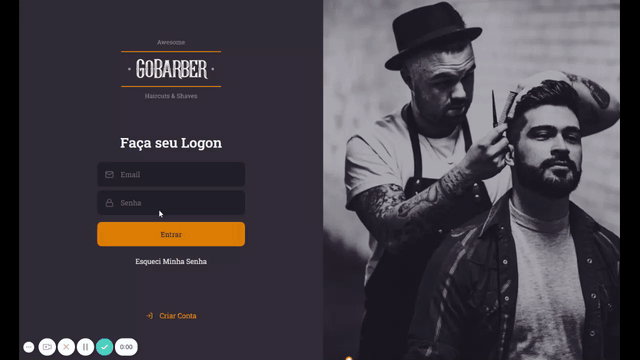 Awesome
GOBARBER
Haircuts & Shaves
Faça seu Logon
Email
Senha
Entrar
Esqueci Minha Senha
Criar Conta
0:00